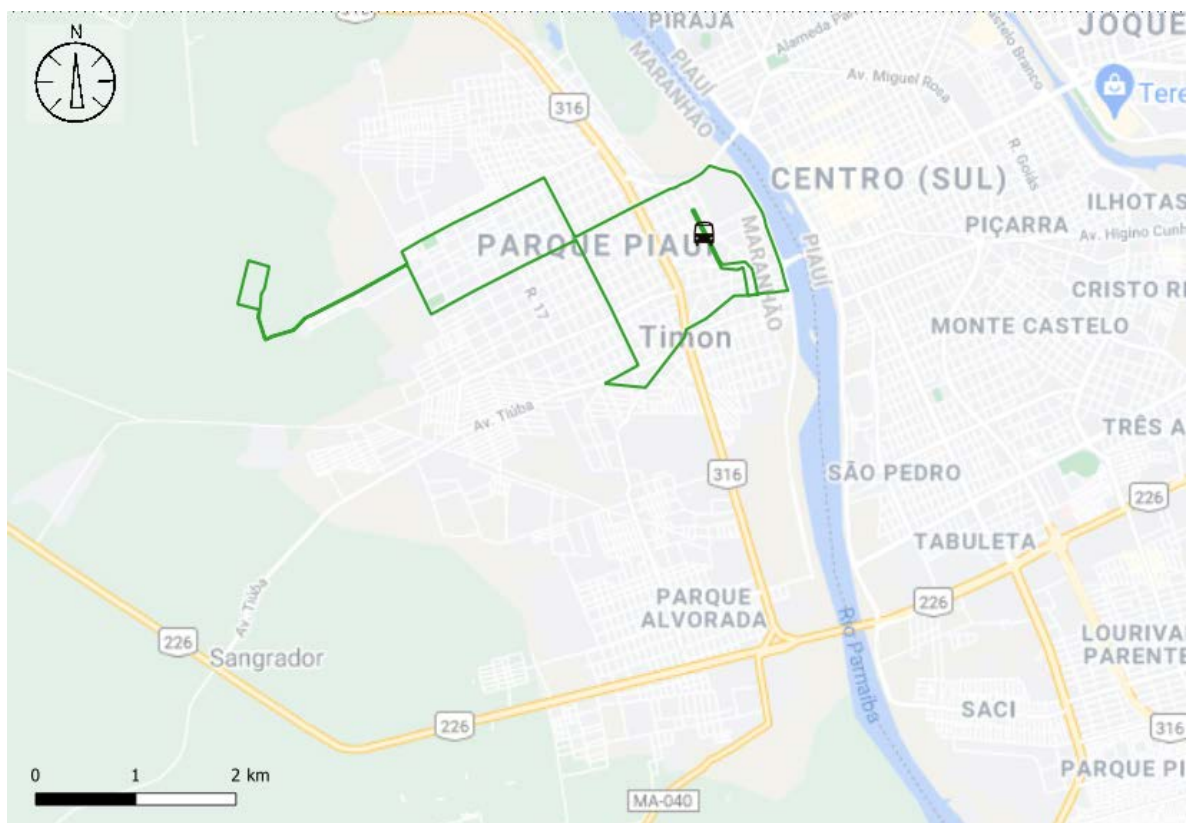 PIRAJA
JOQUE
Alameda Par
stelo Branco
PIAUÍ
MARANHÃO
N
Av. Miguel Rosa
Tere
316
R. Goiás
CENTRO (SUL)
ILHOTAS
PIÇARRA
Av. Higino Cunh
PARQUE PIAUÍ
MARANHÃO
PIAUÍ
CRISTO RE
R. 17
MONTE CASTELO
Timon
Av. Tiúba
TRÊS A
316
SÃO PEDRO
226
TABULETA
Av. Tiúba
PARQUE
ALVORADA
226
Rio Parnaíba
226
Sangrador
LOURIVA
PARENTE
SACI
226
316
0 1 2 km
PARQUE PI
MA-040